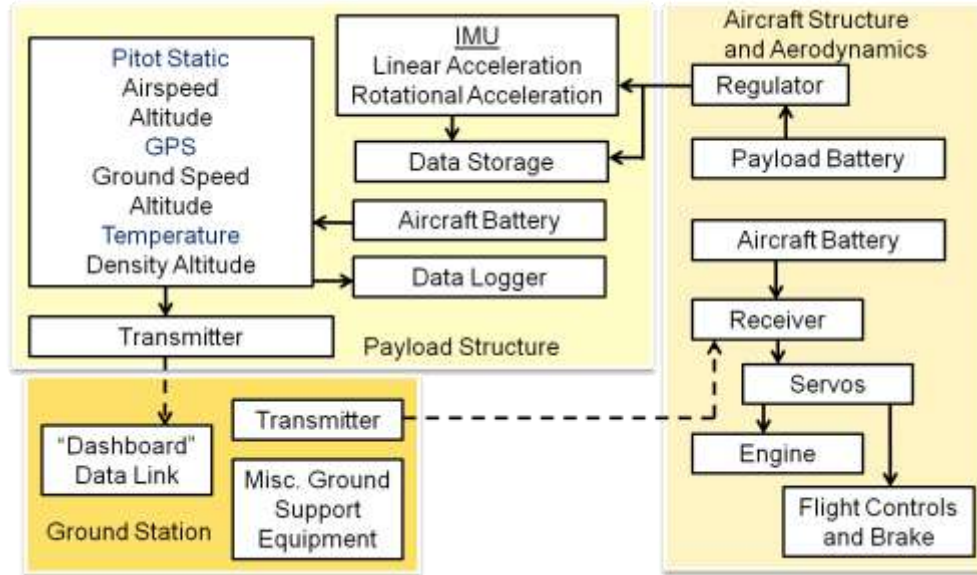 Pitot Static
Airspeed
Altitude
GPS
Ground Speed
Altitude
Temperature
Density Altitude
IMU
Linear Acceleration
Rotational Acceleration
Data Storage
Aircraft Battery
Data Logger
Transmitter
Payload Structure
Aircraft Structure
and Aerodynamics
Regulator
Payload Battery
Aircraft Battery
Receiver
Servos
Engine
Flight Controls
and Brake
"Dashboard"
Data Link
Transmitter
Misc. Ground
Support
Equipment
Ground Station